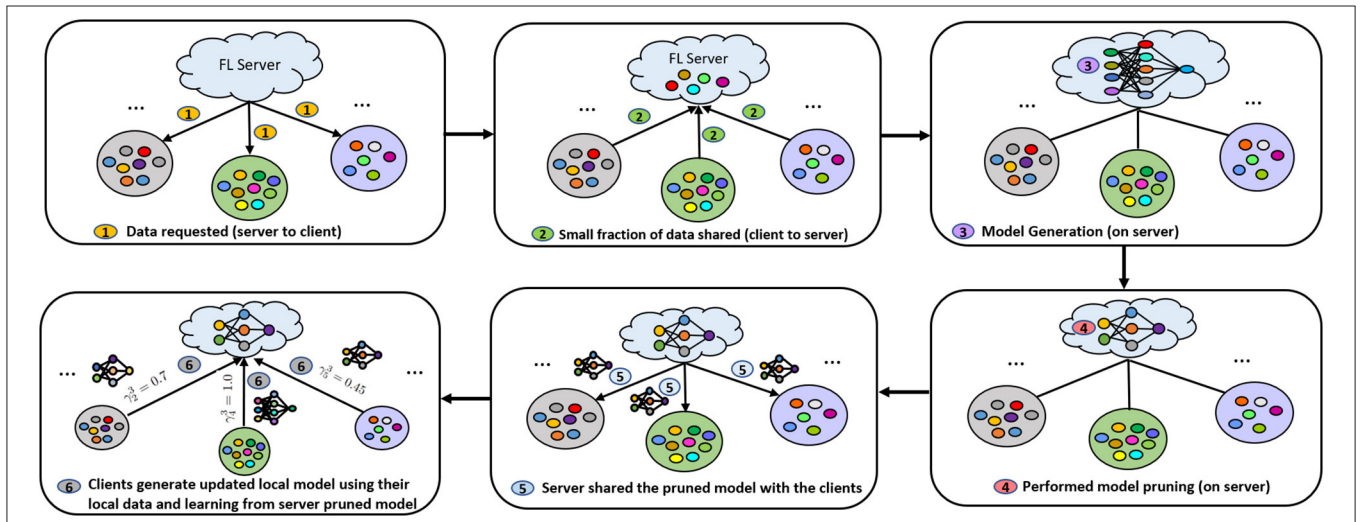 FL Server
...
...
1
1
1
1 Data requested (server to client)
FL Server
...
...
2
2
2
2 Small fraction of data shared (client to server)
3
...
...
3 Model Generation (on server)
4
...
...
4 Performed model pruning (on server)
...
...
5
5
5
5 Server shared the pruned model with the clients
...
...
6
6
6
γ₂³ = 0.7
γ₄³ = 1.0
γ₅³ = 0.45
6 Clients generate updated local model using their
local data and learning from server pruned model